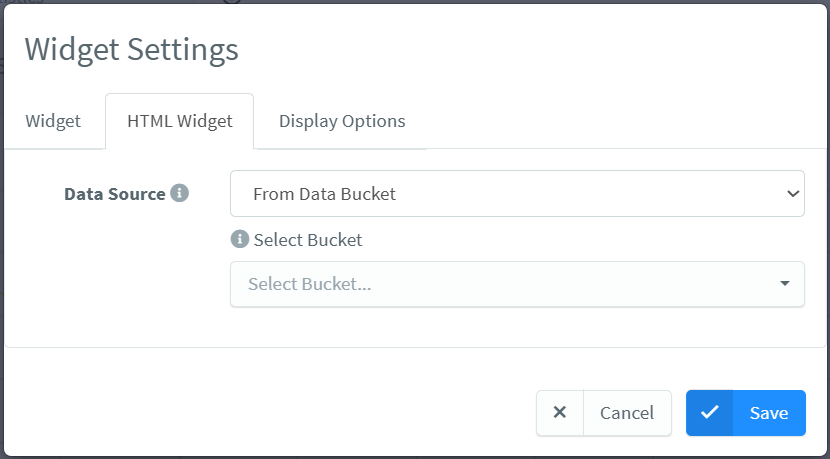 Widget Settings
Widget HTML Widget Display Options
Data Source From Data Bucket
Select Bucket
Select Bucket...
Cancel Save